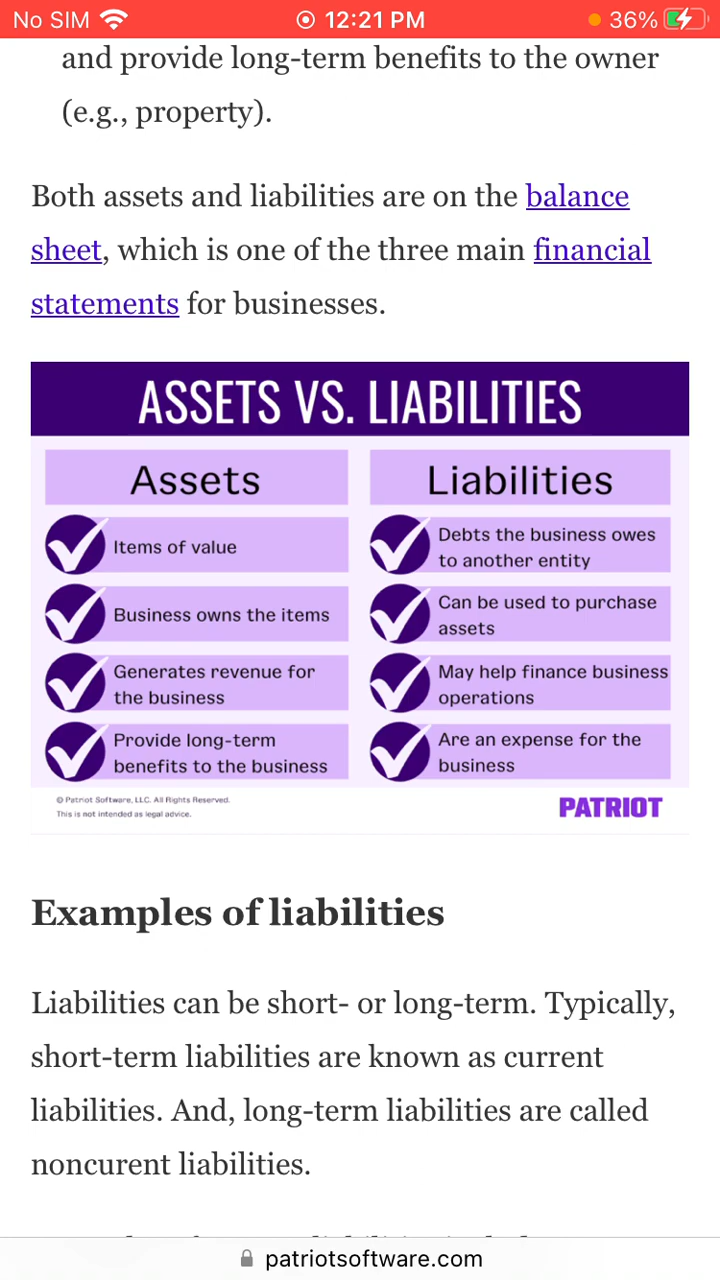 No SIM 12:21 PM 36%
and provide long-term benefits to the owner
(e.g., property).
Both assets and liabilities are on the balance
sheet, which is one of the three main financial
statements for businesses.
ASSETS VS. LIABILITIES
Assets
Items of value
Business owns the items
Generates revenue for
the business
Provide long-term
benefits to the business
Liabilities
Debts the business owes
to another entity
Can be used to purchase
assets
May help finance business
operations
Are an expense for the
business
© Patriot Software, LLC. All Rights Reserved.
This is not intended as legal advice.
PATRIOT
Examples of liabilities
Liabilities can be short- or long-term. Typically,
short-term liabilities are known as current
liabilities. And, long-term liabilities are called
noncurent liabilities.
patriotsoftware.com